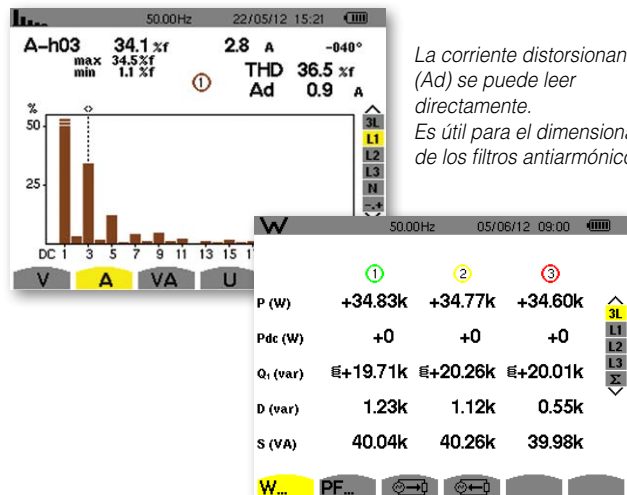 50.00Hz 22/05/12 15:21
A-h03 34.1 %f 2.8 A -040°
max 34.5%f
min 1.1 %f
1
THD 36.5 %f
Ad 0.9 A
%
50
25
DC 1 3 5 7 9 11 13 15
3L
L1
L2
L3
N
-.+
V A VA U
La corriente
(Ad) se puede leer
directamente.
Es útil para el
de los filtros
W 50.00Hz 05/06/12 09:00
1 2 3
P (W) +34.83k +34.77k +34.60k
Pdc (W) +0 +0 +0
Q₁ (var) +19.71k +20.26k +20.01k
D (var) 1.23k 1.12k 0.55k
S (VA) 40.04k 40.26k 39.98k
3L
L1
L2
L3
Σ
W... PF...